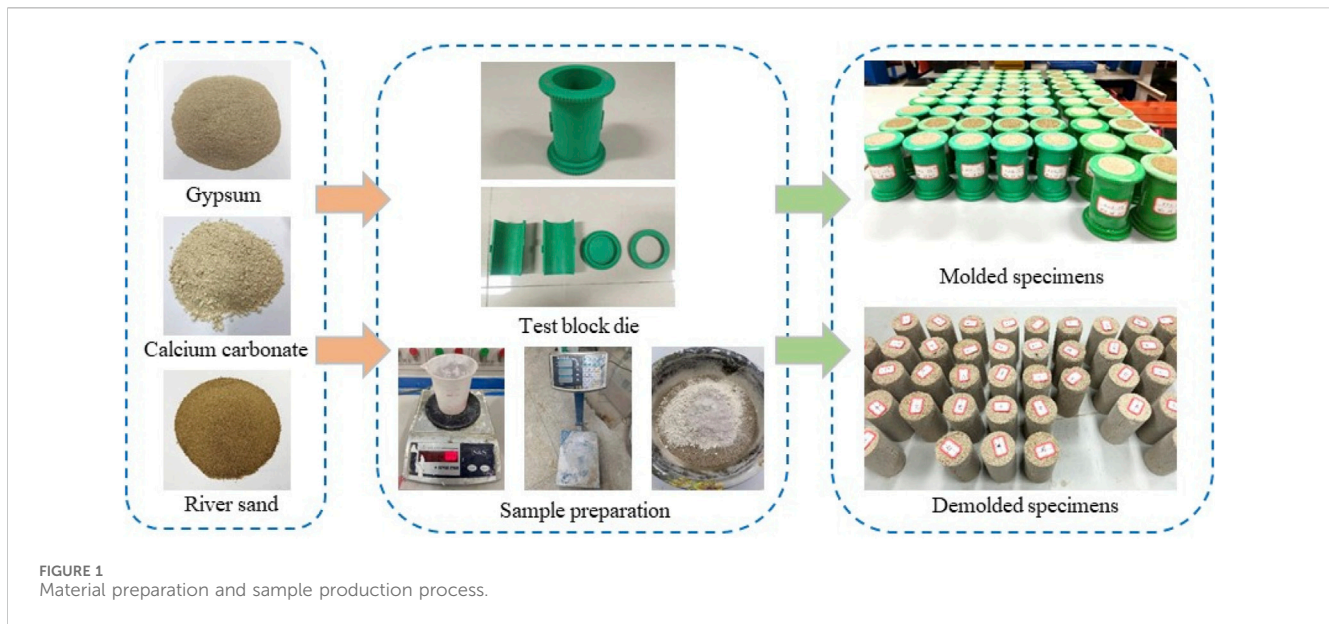 Gypsum
Calcium carbonate
River sand
Test block die
Sample preparation
Molded specimens
Demolded specimens
FIGURE 1
Material preparation and sample production process.